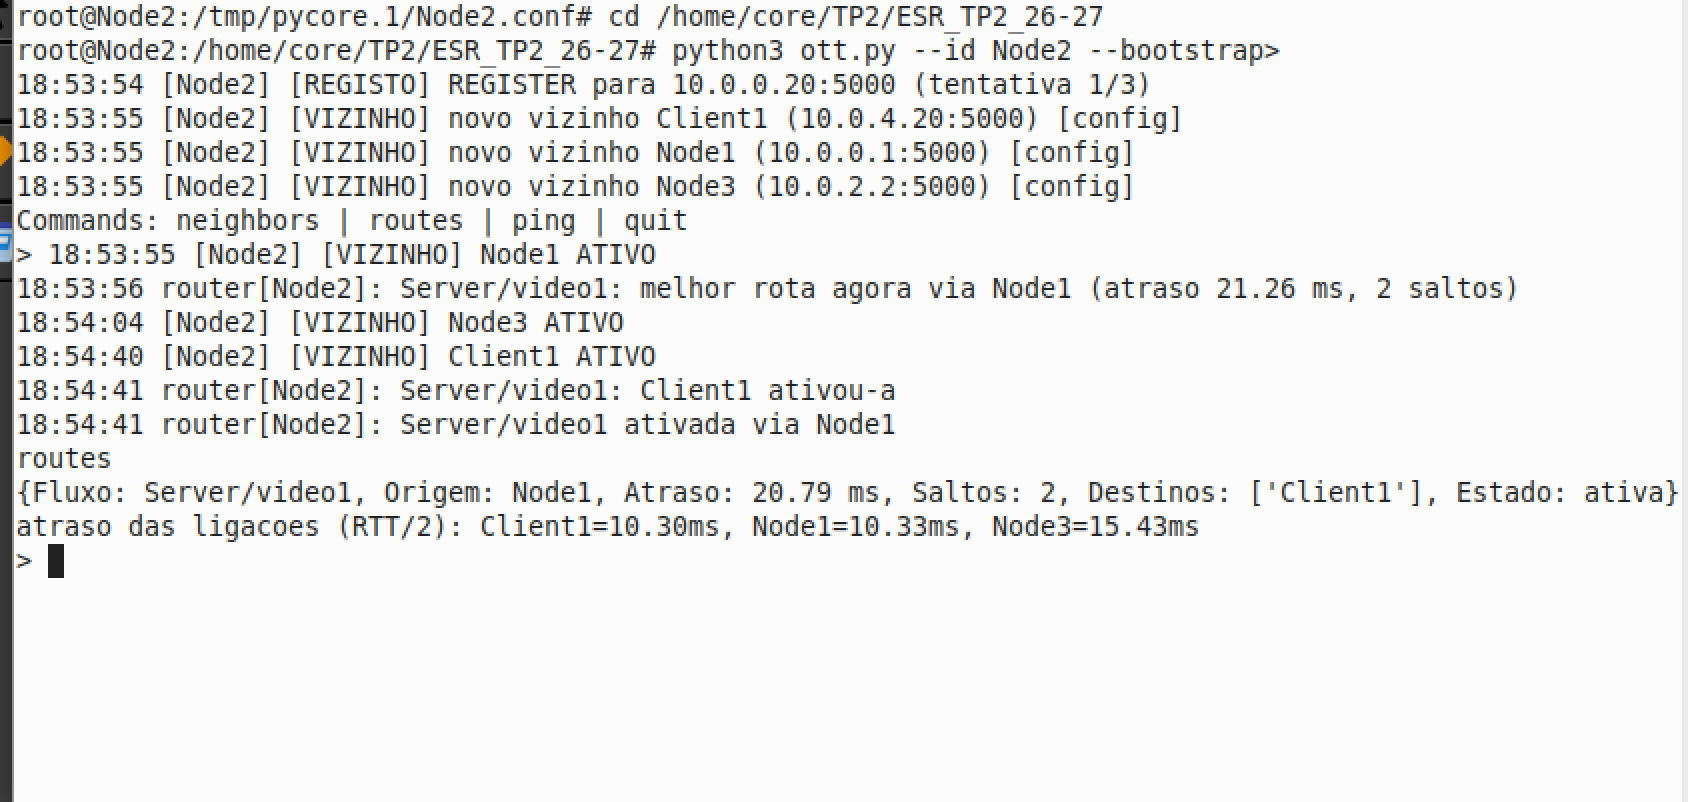 root@Node2:/tmp/pycore.1/Node2.conf# cd /home/core/TP2/ESR_TP2_26-27
root@Node2:/home/core/TP2/ESR_TP2_26-27# python3 ott.py --id Node2 --bootstrap>
18:53:54 [Node2] [REGISTO] REGISTER para 10.0.0.20:5000 (tentativa 1/3)
18:53:55 [Node2] [VIZINHO] novo vizinho Client1 (10.0.4.20:5000) [config]
18:53:55 [Node2] [VIZINHO] novo vizinho Node1 (10.0.0.1:5000) [config]
18:53:55 [Node2] [VIZINHO] novo vizinho Node3 (10.0.2.2:5000) [config]
Commands: neighbors | routes | ping | quit
> 18:53:55 [Node2] [VIZINHO] Node1 ATIVO
18:53:56 router[Node2]: Server/video1: melhor rota agora via Node1 (atraso 21.26 ms, 2 saltos)
18:54:04 [Node2] [VIZINHO] Node3 ATIVO
18:54:40 [Node2] [VIZINHO] Client1 ATIVO
18:54:41 router[Node2]: Server/video1: Client1 ativou-a
18:54:41 router[Node2]: Server/video1 ativada via Node1
routes
{Fluxo: Server/video1, Origem: Node1, Atraso: 20.79 ms, Saltos: 2, Destinos: ['Client1'], Estado: ativa}
atraso das ligacoes (RTT/2): Client1=10.30ms, Node1=10.33ms, Node3=15.43ms
>